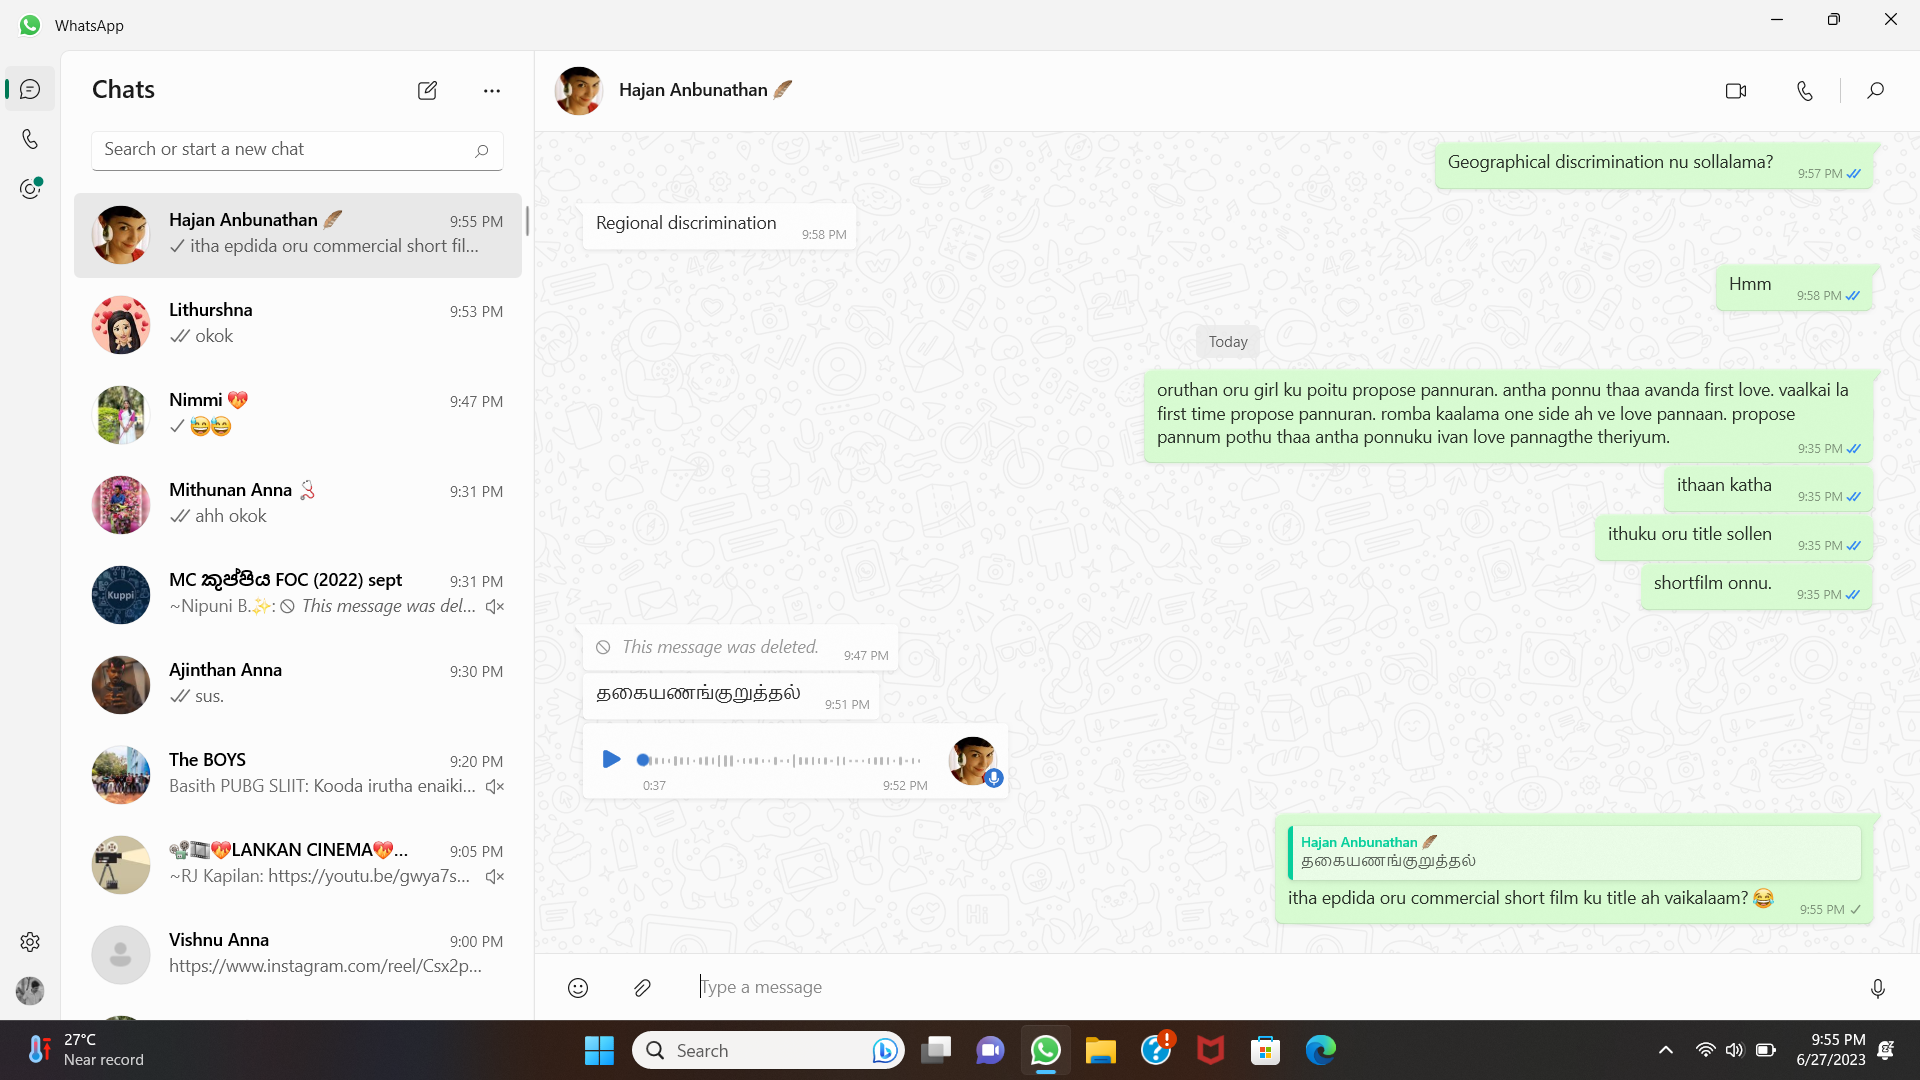 WhatsApp
Chats
Search or start a new chat
Hajan Anbunathan 🪶 9:55 PM
itha epdida oru commercial short fil...
Lithurshna 9:53 PM
okok
Nimmi 💝 9:47 PM
😅😅
Mithunan Anna 🩺 9:31 PM
ahh okok
MC කුප්පිය FOC (2022) sept 9:31 PM
~Nipuni B.✨: This message was del...
Kuppi
Ajinthan Anna 9:30 PM
sus.
The BOYS 9:20 PM
Basith PUBG SLIIT: Kooda irutha enaiki...
📽️🎞️💝LANKAN CINEMA💝... 9:05 PM
~RJ Kapilan: https://youtu.be/gwya7s...
Vishnu Anna 9:00 PM
https://www.instagram.com/reel/Csx2p...
Hajan Anbunathan 🪶
Geographical discrimination nu sollalama? 9:57 PM
Regional discrimination 9:58 PM
Hmm 9:58 PM
Today
oruthan oru girl ku poitu propose pannuran. antha ponnu thaa avanda first love. vaalkai la
first time propose pannuran. romba kaalama one side ah ve love pannaan. propose
pannum pothu thaa antha ponnuku ivan love pannagthe theriyum. 9:35 PM
ithaan katha 9:35 PM
ithuku oru title sollen 9:35 PM
shortfilm onnu. 9:35 PM
This message was deleted. 9:47 PM
தகையணங்குறுத்தல் 9:51 PM
0:37 9:52 PM
Hajan Anbunathan 🪶
தகையணங்குறுத்தல்
itha epdida oru commercial short film ku title ah vaikalaam? 😂 9:55 PM
Type a message
27°C
Near record
Search
9:55 PM
6/27/2023